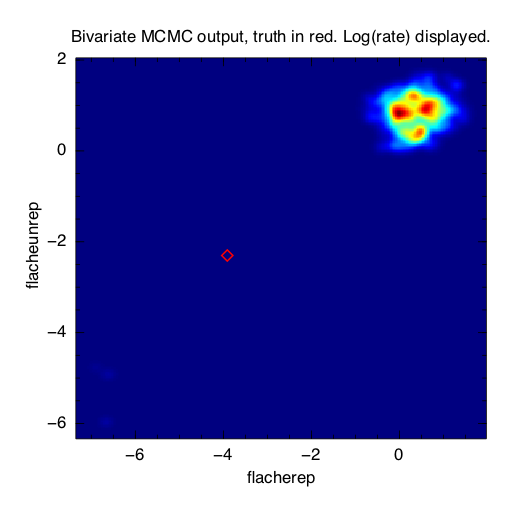 Bivariate MCMC output, truth in red. Log(rate) displayed.
2
0
−2
−4
−6
flacheunrep
−6 −4 −2 0
flacherep